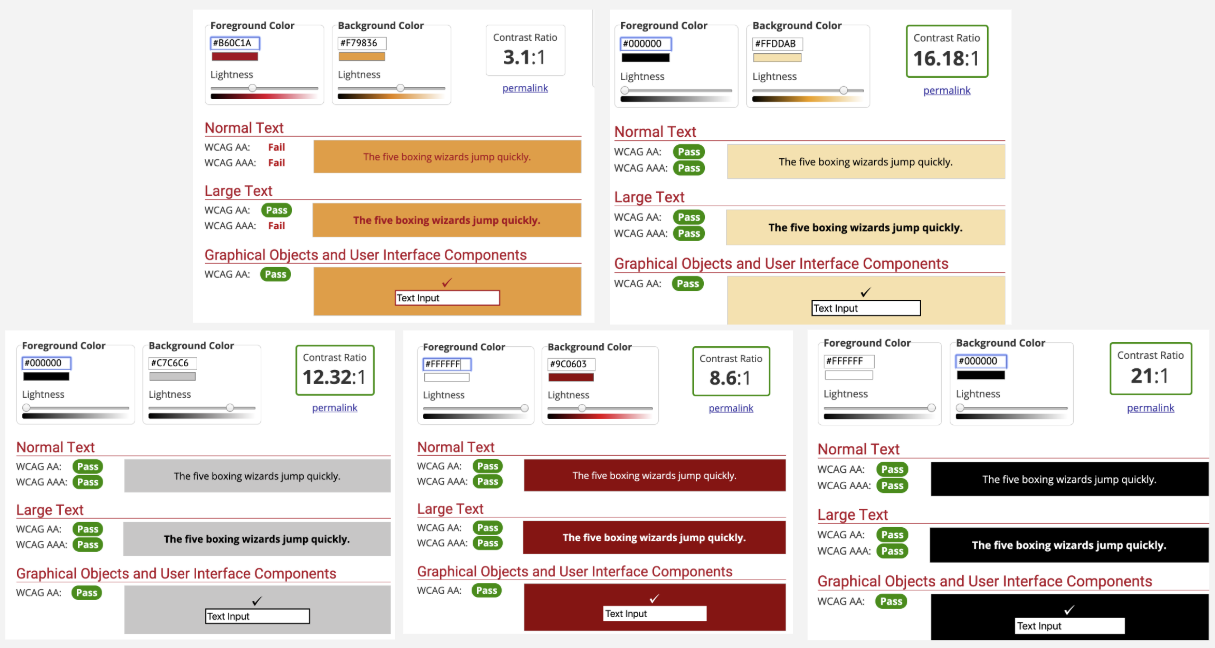 Foreground Color
Background Color
#B60C1A
#F79836
Contrast Ratio
3.1:1
Lightness
Lightness
permalink
Normal Text
WCAG AA: Fail
WCAG AAA: Fail
The five boxing wizards jump quickly.
Large Text
WCAG AA: Pass
WCAG AAA: Fail
The five boxing wizards jump quickly.
Graphical Objects and User Interface Components
WCAG AA: Pass
✓
Text Input
Foreground Color
Background Color
#000000
#FFDDAB
Contrast Ratio
16.18:1
Lightness
Lightness
permalink
Normal Text
WCAG AA: Pass
WCAG AAA: Pass
The five boxing wizards jump quickly.
Large Text
WCAG AA: Pass
WCAG AAA: Pass
The five boxing wizards jump quickly.
Graphical Objects and User Interface Components
WCAG AA: Pass
✓
Text Input
Foreground Color
Background Color
#000000
#C7C6C6
Contrast Ratio
12.32:1
Lightness
Lightness
permalink
Normal Text
WCAG AA: Pass
WCAG AAA: Pass
The five boxing wizards jump quickly.
Large Text
WCAG AA: Pass
WCAG AAA: Pass
The five boxing wizards jump quickly.
Graphical Objects and User Interface Components
WCAG AA: Pass
✓
Text Input
Foreground Color
Background Color
#FFFFFF
#9C0603
Contrast Ratio
8.6:1
Lightness
Lightness
permalink
Normal Text
WCAG AA: Pass
WCAG AAA: Pass
The five boxing wizards jump quickly.
Large Text
WCAG AA: Pass
WCAG AAA: Pass
The five boxing wizards jump quickly.
Graphical Objects and User Interface Components
WCAG AA: Pass
✓
Text Input
Foreground Color
Background Color
#FFFFFF
#000000
Contrast Ratio
21:1
Lightness
Lightness
permalink
Normal Text
WCAG AA: Pass
WCAG AAA: Pass
The five boxing wizards jump quickly.
Large Text
WCAG AA: Pass
WCAG AAA: Pass
The five boxing wizards jump quickly.
Graphical Objects and User Interface Components
WCAG AA: Pass
✓
Text Input